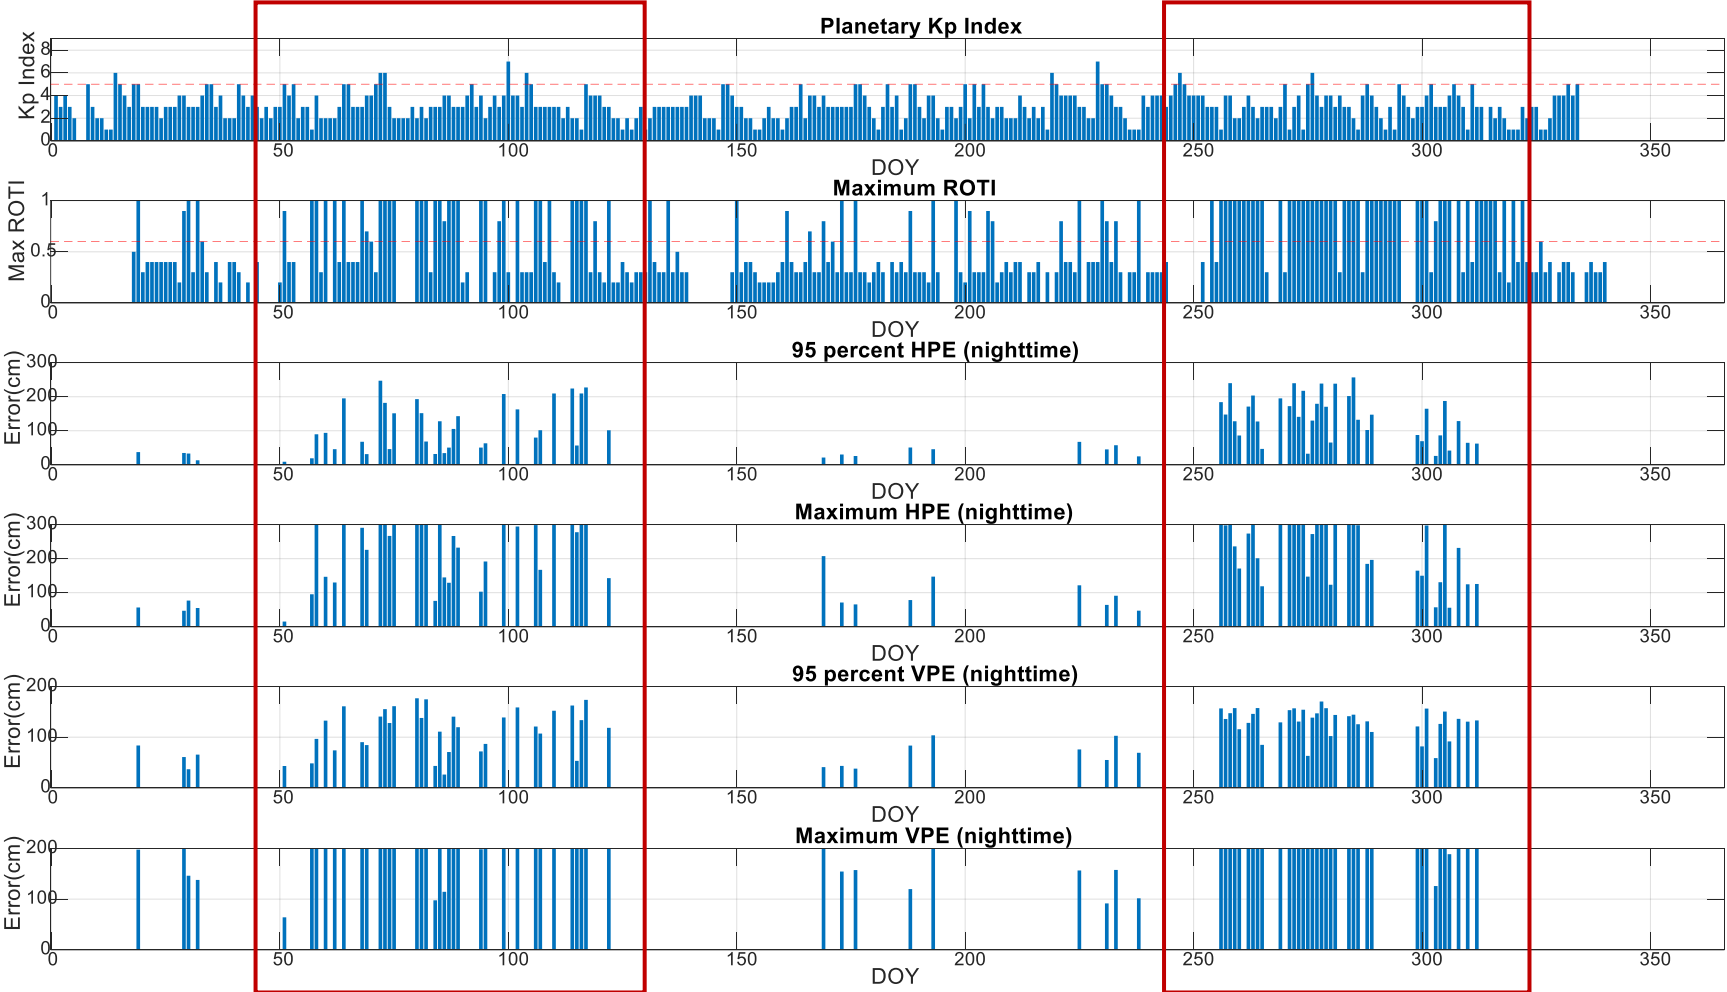 Planetary Kp Index
Kp Index
8
6
4
2
0
0 50 100 150 200 250 300 350
DOY
Maximum ROTI
Max ROTI
1
0.5
0
0 50 100 150 200 250 300 350
DOY
95 percent HPE (nighttime)
Error(cm)
300
200
100
0
0 50 100 150 200 250 300 350
DOY
Maximum HPE (nighttime)
Error(cm)
300
200
100
0
0 50 100 150 200 250 300 350
DOY
95 percent VPE (nighttime)
Error(cm)
200
100
0
0 50 100 150 200 250 300 350
DOY
Maximum VPE (nighttime)
Error(cm)
200
100
0
0 50 100 150 200 250 300 350
DOY